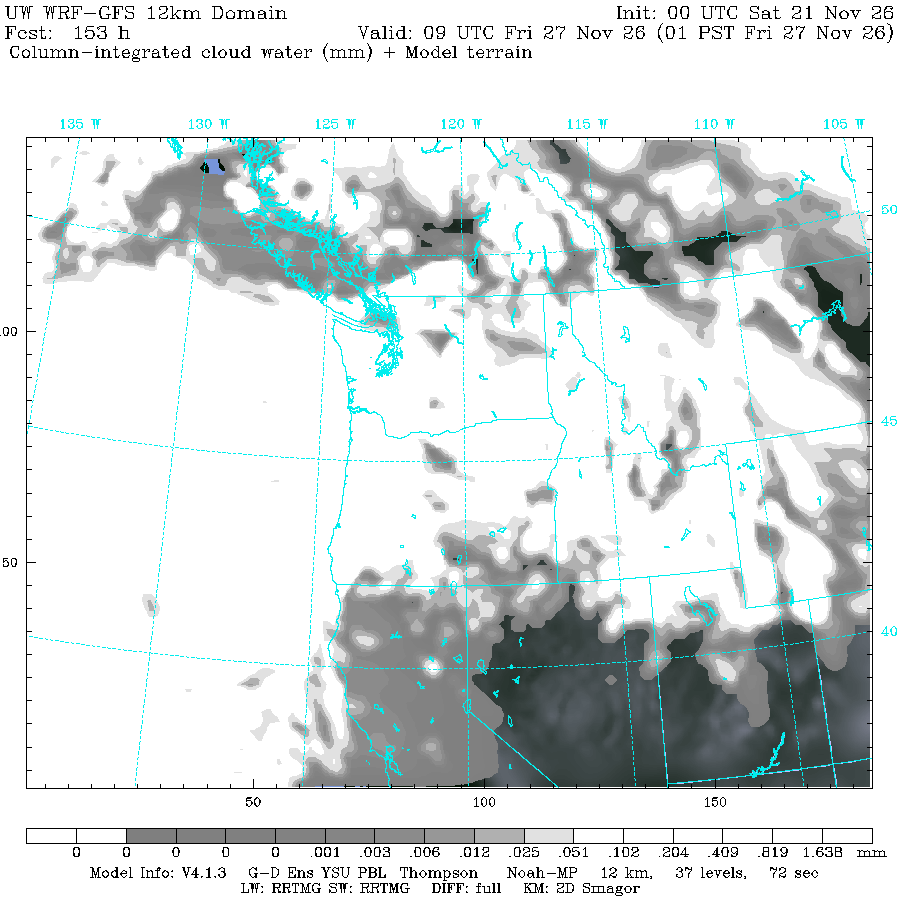 UW WRF-GFS 12km Domain Init: 00 UTC Sat 21 Nov 26
Fcst: 153 h Valid: 09 UTC Fri 27 Nov 26 (01 PST Fri 27 Nov 26)
Column-integrated cloud water (mm) + Model terrain
135 W 130 W 125 W 120 W 115 W 110 W 105 W
50
00
45
50
40
50 100 150
0 0 0 0 .001 .003 .006 .012 .025 .051 .102 .204 .409 .819 1.638 mm
Model Info: V4.1.3 G-D Ens YSU PBL Thompson Noah-MP 12 km, 37 levels, 72 sec
LW: RRTMG SW: RRTMG DIFF: full KM: 2D Smagor